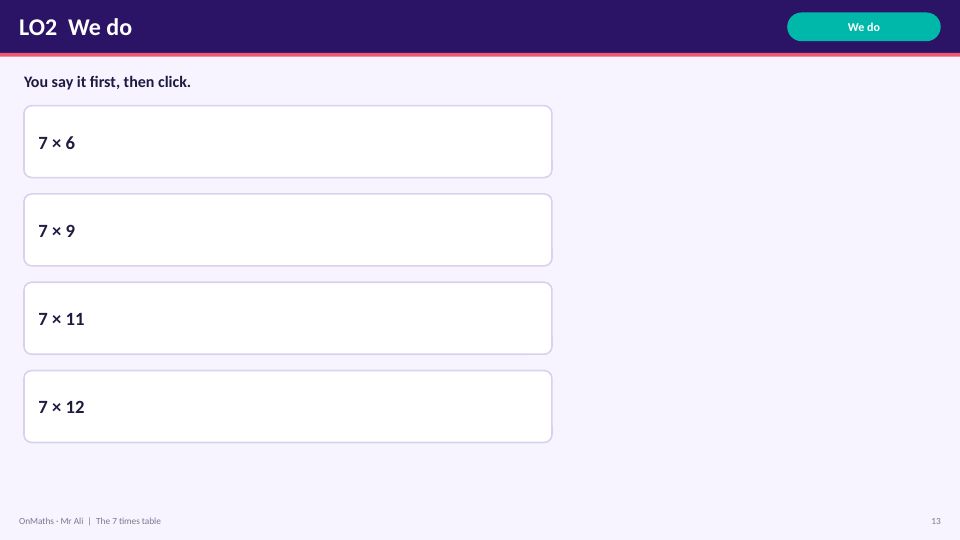 LO2 We do
We do
You say it first, then click.
7 × 6
7 × 9
7 × 11
7 × 12
OnMaths - Mr Ali | The 7 times table
13